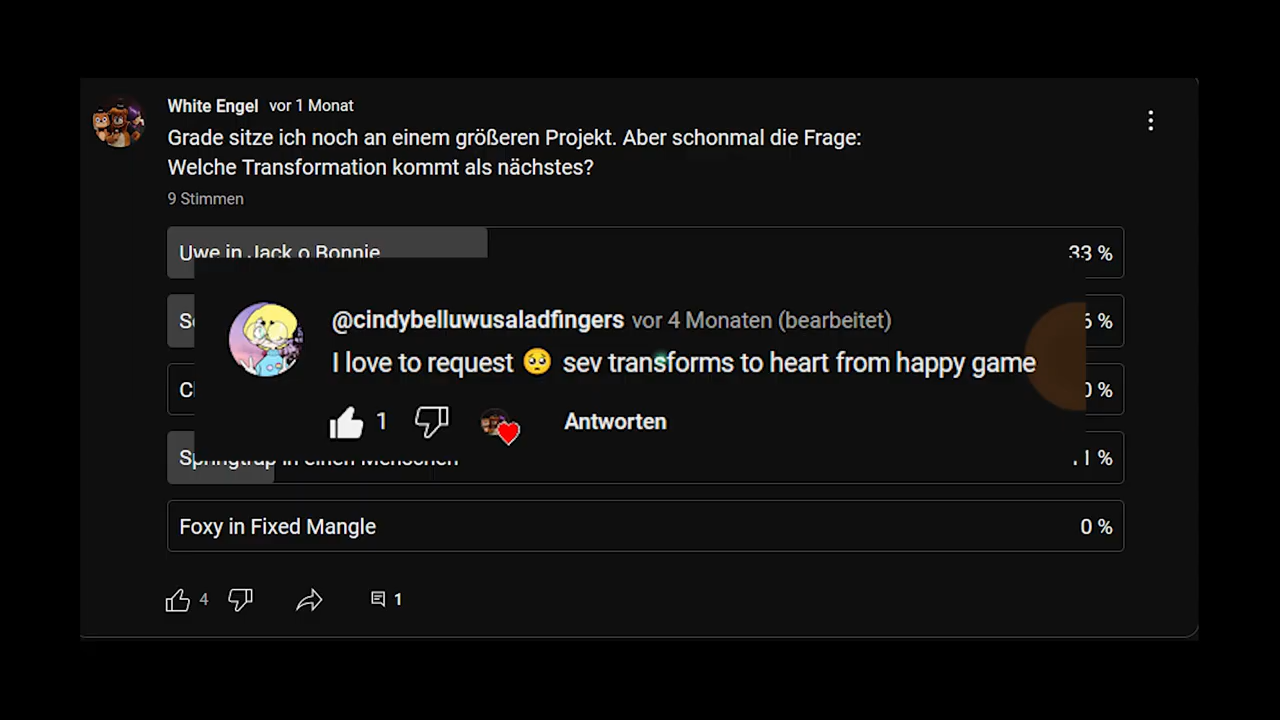 White Engel vor 1 Monat
Grade sitze ich noch an einem größeren Projekt. Aber schonmal die Frage:
Welche Transformation kommt als nächstes?
9 Stimmen
Uwe in Jack o Bonnie 33 %
@cindybelluwusaladfingers vor 4 Monaten (bearbeitet)
I love to request 🥺 sev transforms to heart from happy game
1 Antworten
Springtrap in einen Menschen
Foxy in Fixed Mangle 0 %
4 1